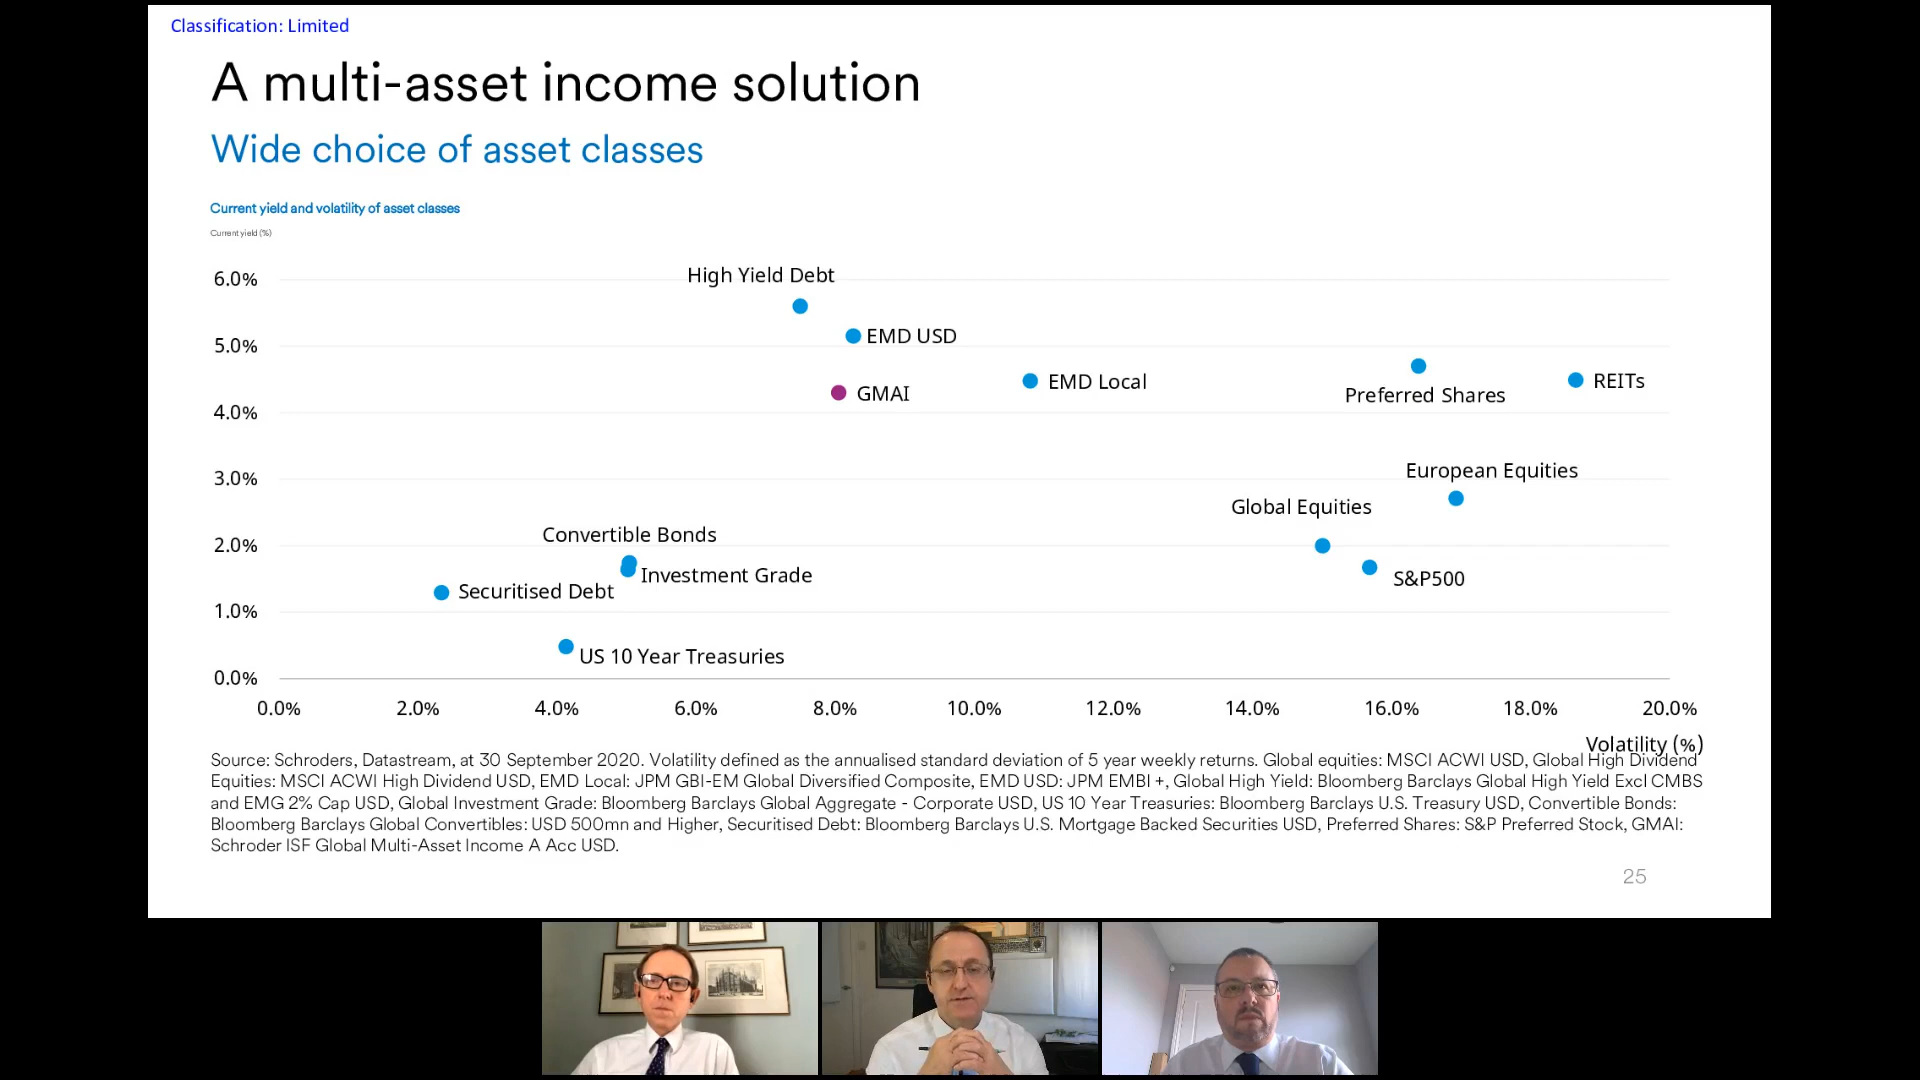 Classification: Limited
A multi-asset income solution
Wide choice of asset classes
Current yield and volatility of asset classes
Current yield (%)
6.0%
High Yield Debt
5.0%
EMD USD
GMAI
EMD Local
Preferred Shares
REITs
4.0%
3.0%
European Equities
Global Equities
Convertible Bonds
2.0%
Investment Grade
S&P500
Securitised Debt
1.0%
US 10 Year Treasuries
0.0%
0.0% 2.0% 4.0% 6.0% 8.0% 10.0% 12.0% 14.0% 16.0% 18.0% 20.0%
Volatility (%)
Source: Schroders, Datastream, at 30 September 2020. Volatility defined as the annualised standard deviation of 5 year weekly returns. Global equities: MSCI ACWI USD, Global High Dividend
Equities: MSCI ACWI High Dividend USD, EMD Local: JPM GBI-EM Global Diversified Composite, EMD USD: JPM EMBI +, Global High Yield: Bloomberg Barclays Global High Yield Excl CMBS
and EMG 2% Cap USD, Global Investment Grade: Bloomberg Barclays Global Aggregate - Corporate USD, US 10 Year Treasuries: Bloomberg Barclays U.S. Treasury USD, Convertible Bonds:
Bloomberg Barclays Global Convertibles: USD 500mn and Higher, Securitised Debt: Bloomberg Barclays U.S. Mortgage Backed Securities USD, Preferred Shares: S&P Preferred Stock, GMAI:
Schroder ISF Global Multi-Asset Income A Acc USD.
25